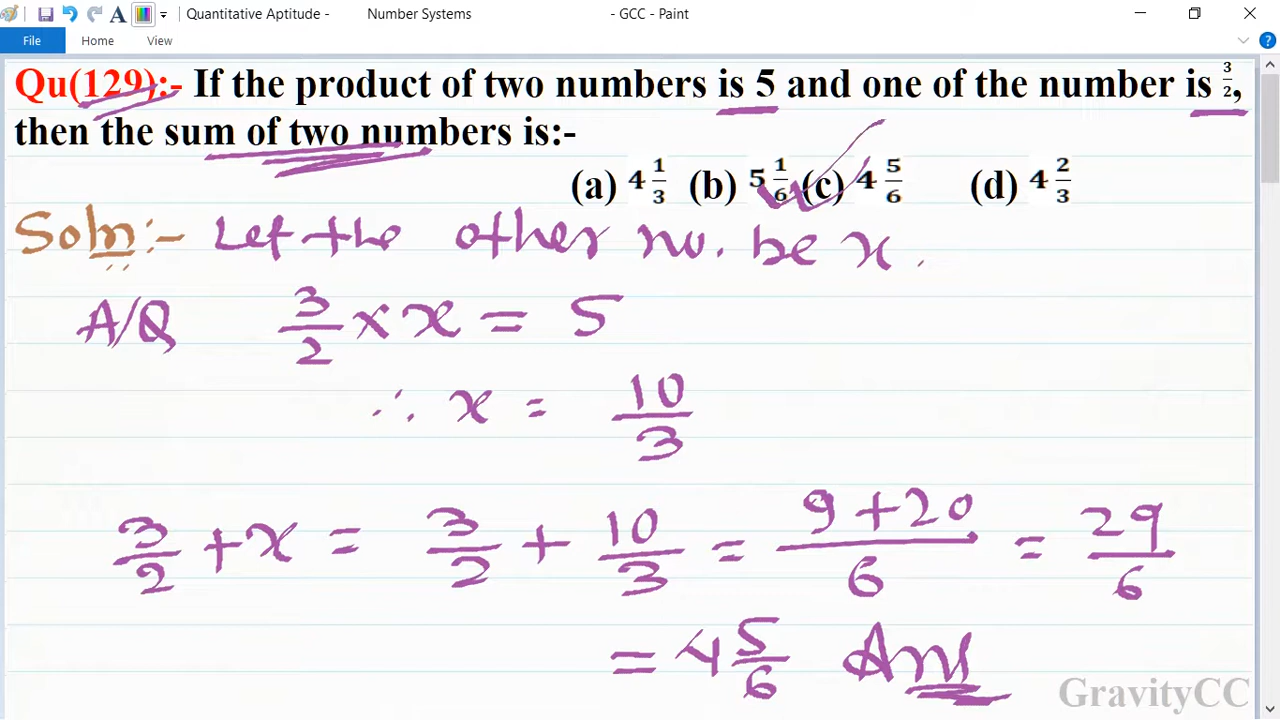 Quantitative Aptitude - Number Systems - GCC - Paint
File Home View
Qu(129):- If the product of two numbers is 5 and one of the number is 3/2,
then the sum of two numbers is:-
(a) 4 1/3 (b) 5 1/6 (c) 4 5/6 (d) 4 2/3
Soln:- Let the other no. be x.
A/Q 3/2 × x = 5
∴ x = 10/3
3/2 + x = 3/2 + 10/3 = 9+20/6 = 29/6
= 4 5/6 Ans
GravityCC